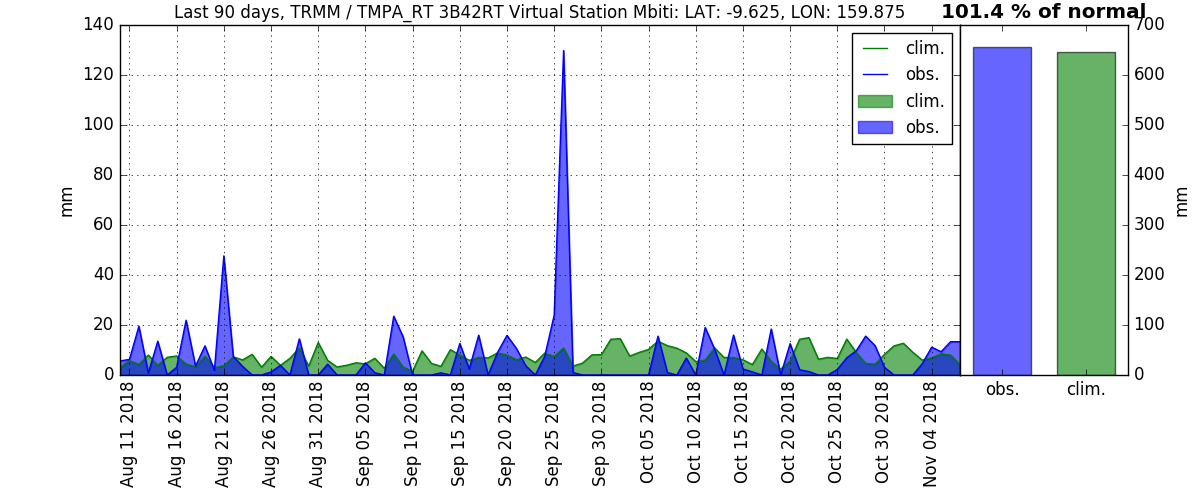 Last 90 days, TRMM / TMPA_RT 3B42RT Virtual Station Mbiti: LAT: -9.625, LON: 159.875
101.4 % of normal
140
120
100
80
60
40
20
0
mm
clim.
obs.
clim.
obs.
700
600
500
400
300
200
100
0
mm
Aug 11 2018
Aug 16 2018
Aug 21 2018
Aug 26 2018
Aug 31 2018
Sep 05 2018
Sep 10 2018
Sep 15 2018
Sep 20 2018
Sep 25 2018
Sep 30 2018
Oct 05 2018
Oct 10 2018
Oct 15 2018
Oct 20 2018
Oct 25 2018
Oct 30 2018
Nov 04 2018
obs.
clim.